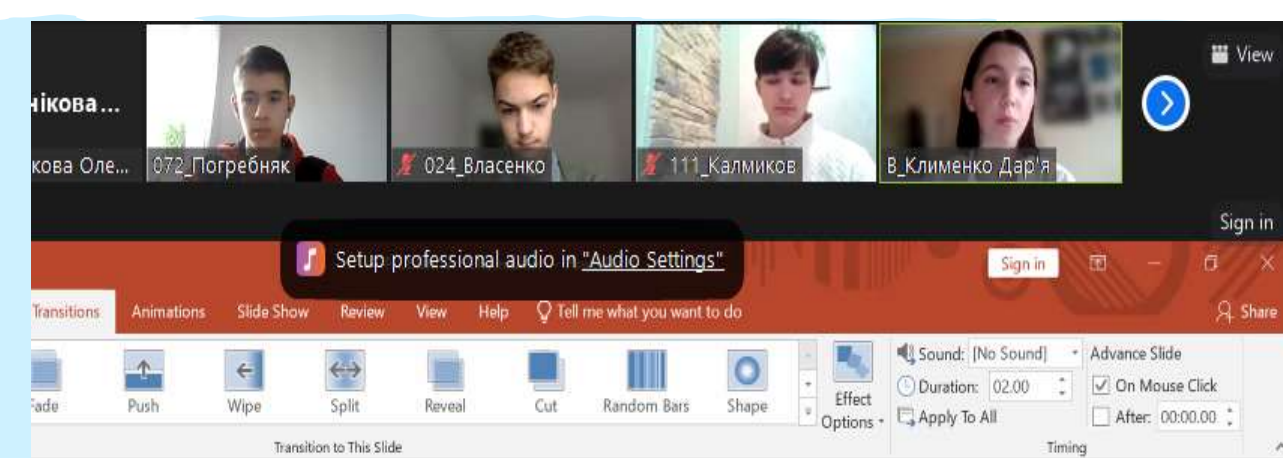 нікова...
View
кова Оле...
072_Погребняк
024_Власенко
111_Калмиков
В_Клименко Дар'я
Sign in
Setup professional audio in "Audio Settings"
Sign in
Transitions Animations Slide Show Review View Help Tell me what you want to do Share
Fade Push Wipe Split Reveal Cut Random Bars Shape
Effect
Options
Transition to This Slide
Sound: [No Sound]
Duration: 02.00
Apply To All
Advance Slide
On Mouse Click
After: 00:00.00
Timing